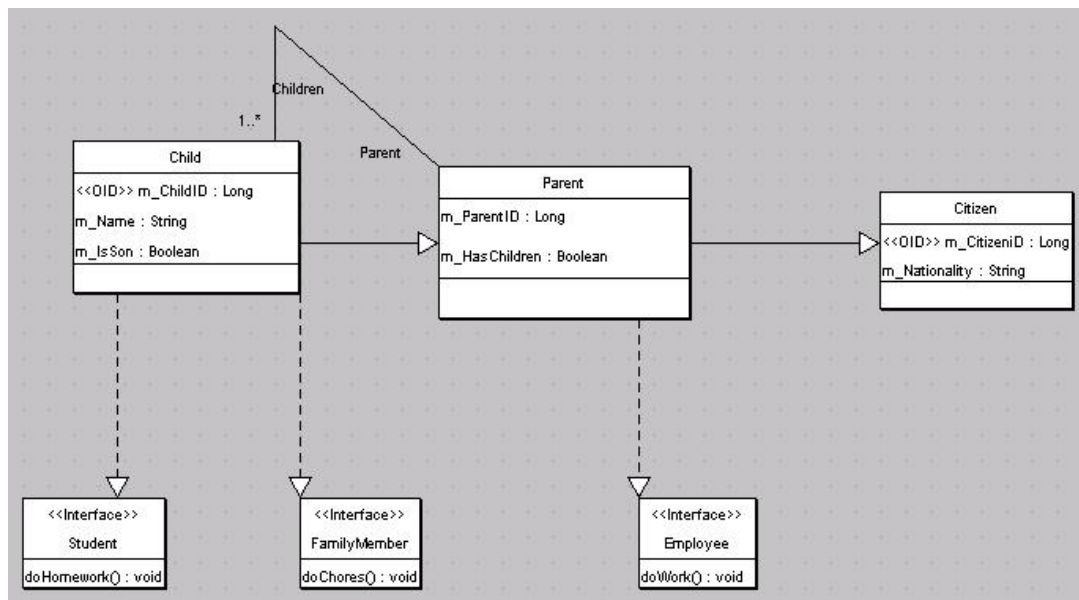 Children
1..*
Parent
Child
<<OID>> m_ChildID : Long
m_Name : String
m_IsSon : Boolean
Parent
m_ParentID : Long
m_HasChildren : Boolean
Citizen
<<OID>> m_CitizeniD : Long
m_Nationality : String
<<Interface>>
Student
doHomework() : void
<<Interface>>
FamilyMember
doChores() : void
<<Interface>>
Employee
doWork() : void